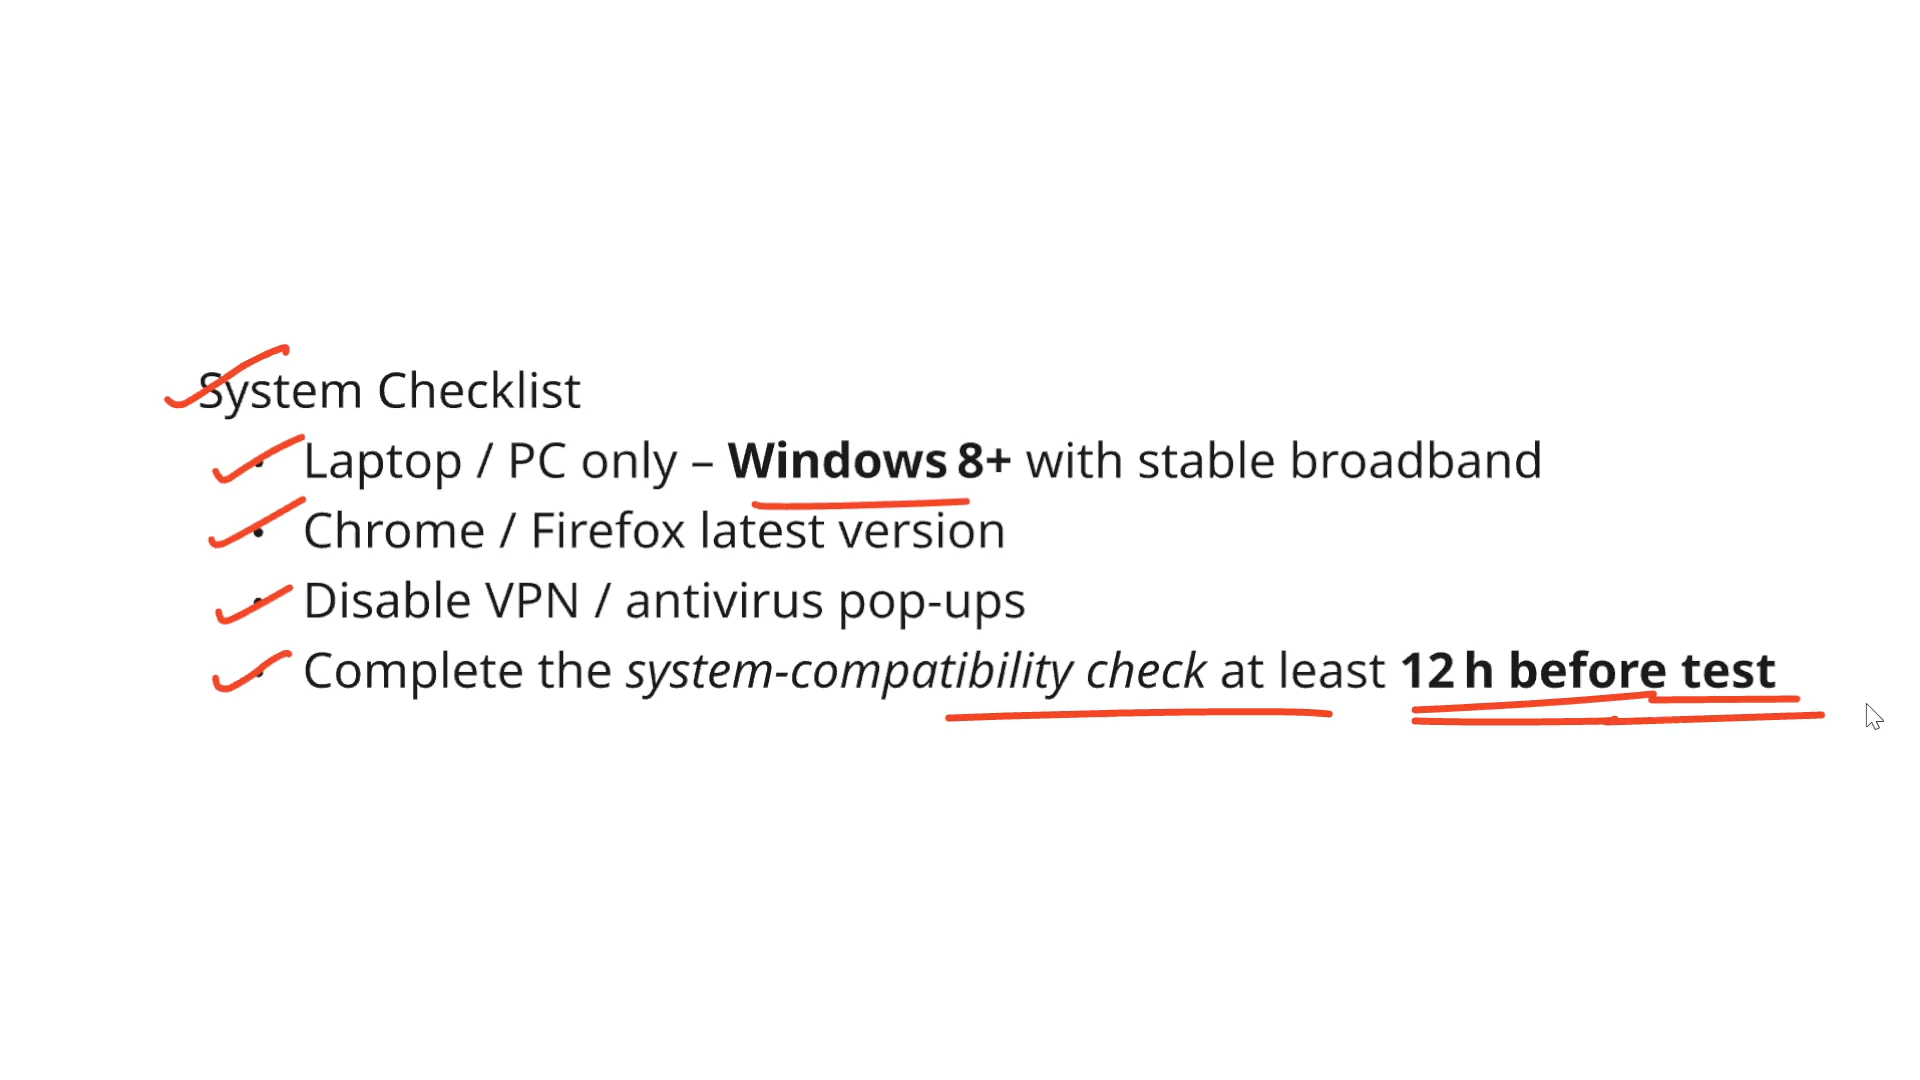 System Checklist
• Laptop / PC only – Windows 8+ with stable broadband
• Chrome / Firefox latest version
• Disable VPN / antivirus pop-ups
• Complete the system-compatibility check at least 12 h before test